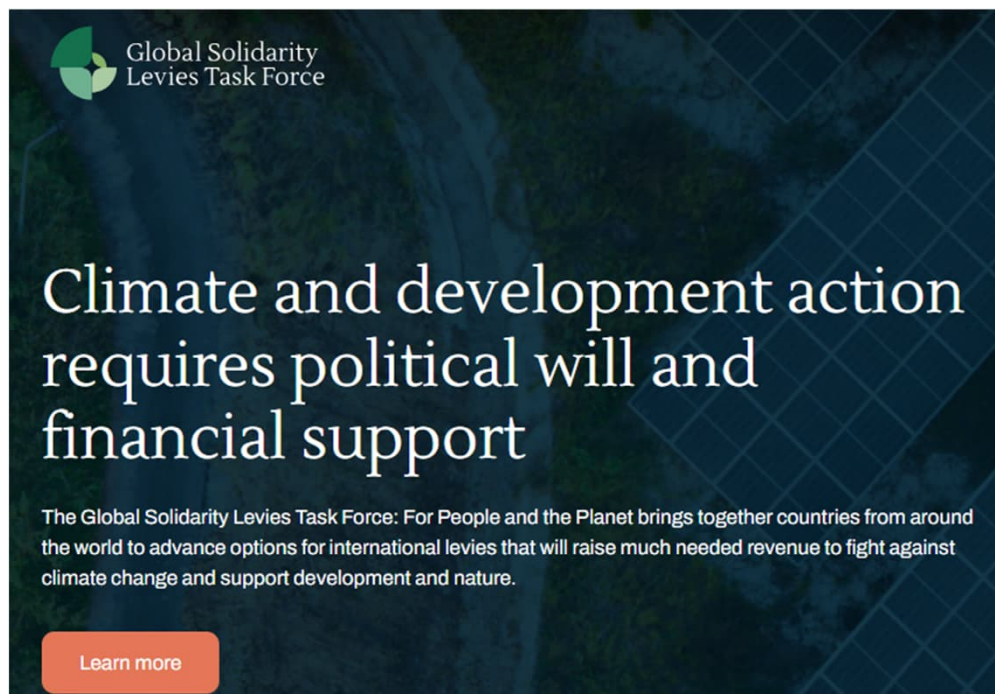 Global Solidarity
Levies Task Force
Climate and development action
requires political will and
financial support
The Global Solidarity Levies Task Force: For People and the Planet brings together countries from around
the world to advance options for international levies that will raise much needed revenue to fight against
climate change and support development and nature.
Learn more